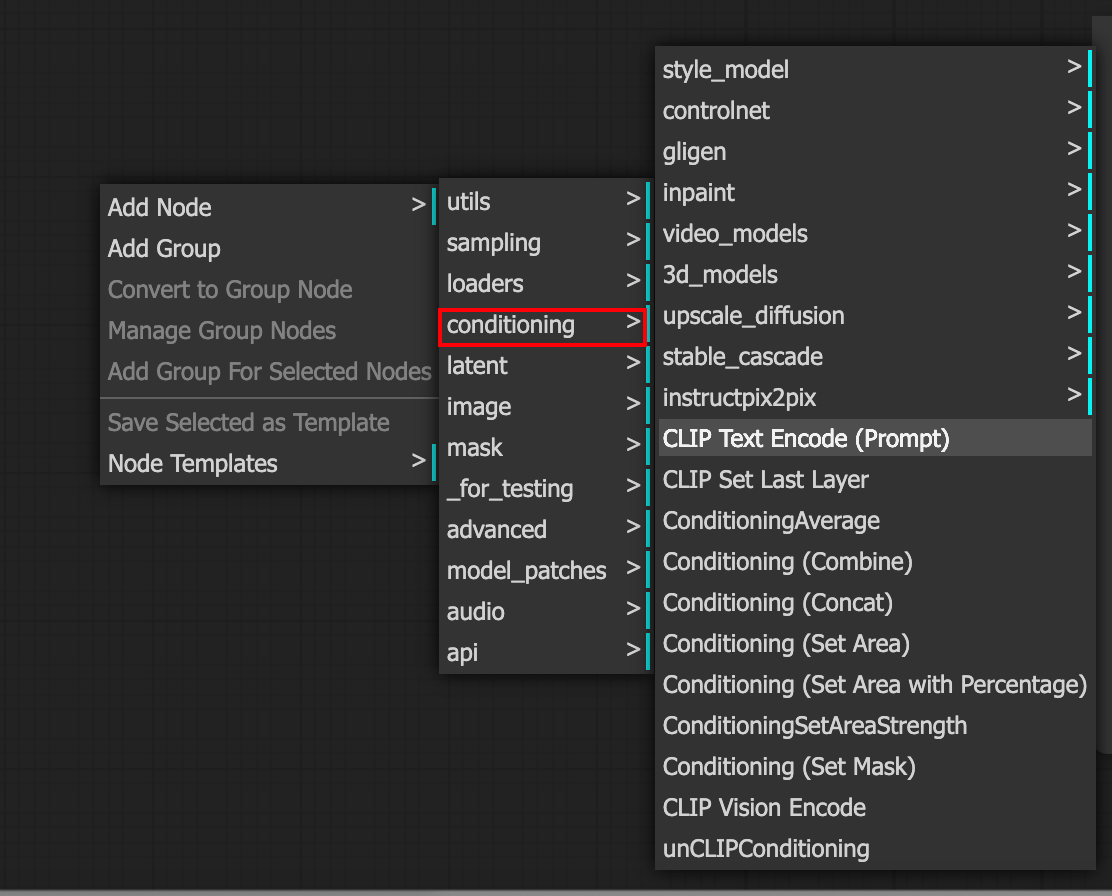 Add Node >
Add Group
Convert to Group Node
Manage Group Nodes
Add Group For Selected Nodes
Save Selected as Template
Node Templates >
utils >
sampling >
loaders >
conditioning >
latent >
image >
mask >
_for_testing >
advanced >
model_patches >
audio >
api >
style_model >
controlnet >
gligen >
inpaint >
video_models >
3d_models >
upscale_diffusion >
stable_cascade >
instructpix2pix >
CLIP Text Encode (Prompt)
CLIP Set Last Layer
ConditioningAverage
Conditioning (Combine)
Conditioning (Concat)
Conditioning (Set Area)
Conditioning (Set Area with Percentage)
ConditioningSetAreaStrength
Conditioning (Set Mask)
CLIP Vision Encode
unCLIPConditioning